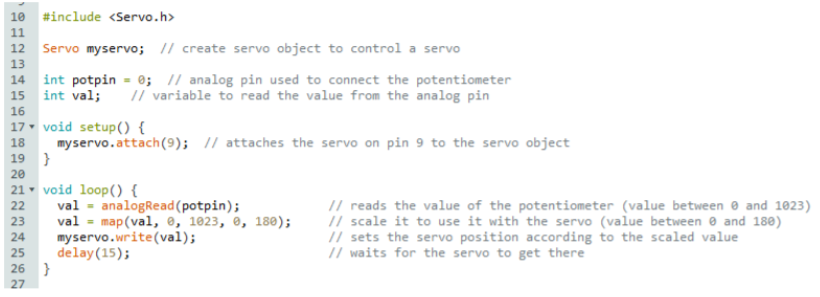 10 #include <Servo.h>
11
12 Servo myservo;  // create servo object to control a servo
13
14 int potpin = 0;  // analog pin used to connect the potentiometer
15 int val;    // variable to read the value from the analog pin
16
17 void setup() {
18   myservo.attach(9);  // attaches the servo on pin 9 to the servo object
19 }
20
21 void loop() {
22   val = analogRead(potpin);            // reads the value of the potentiometer (value between 0 and 1023)
23   val = map(val, 0, 1023, 0, 180);     // scale it to use it with the servo (value between 0 and 180)
24   myservo.write(val);                  // sets the servo position according to the scaled value
25   delay(15);                           // waits for the servo to get there
26 }
27